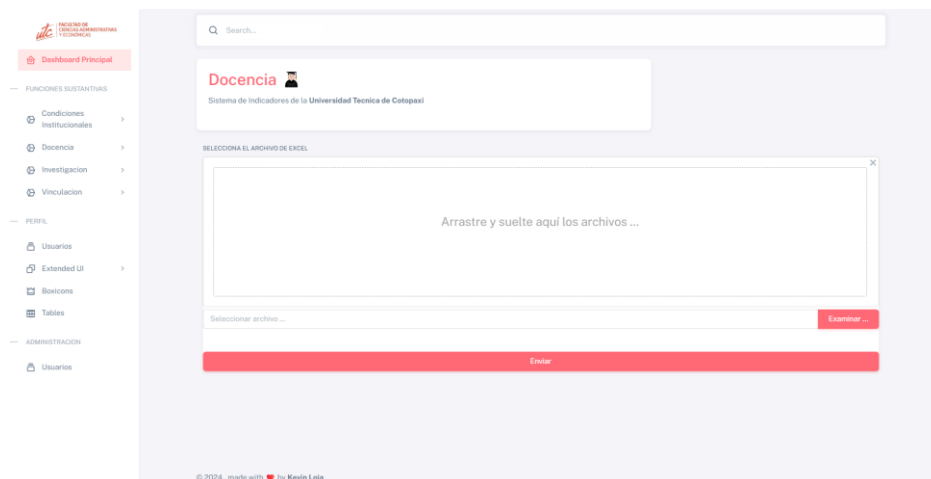 utc
FACULTAD DE
CIENCIAS ADMINISTRATIVAS
Y ECONÓMICAS
Dashboard Principal
FUNCIONES SUSTANTIVAS
Condiciones
Institucionales
Docencia
Investigacion
Vinculacion
PERFIL
Usuarios
Extended UI
Boxicons
Tables
ADMINISTRACION
Usuarios
Search...
Docencia
Sistema de Indicadores de la Universidad Tecnica de Cotopaxi
SELECCIONA EL ARCHIVO DE EXCEL
Arrastre y suelte aquí los archivos …
Seleccionar archivo ...
Examinar ...
Enviar
© 2024 , made with ❤️ by Kevin Loja